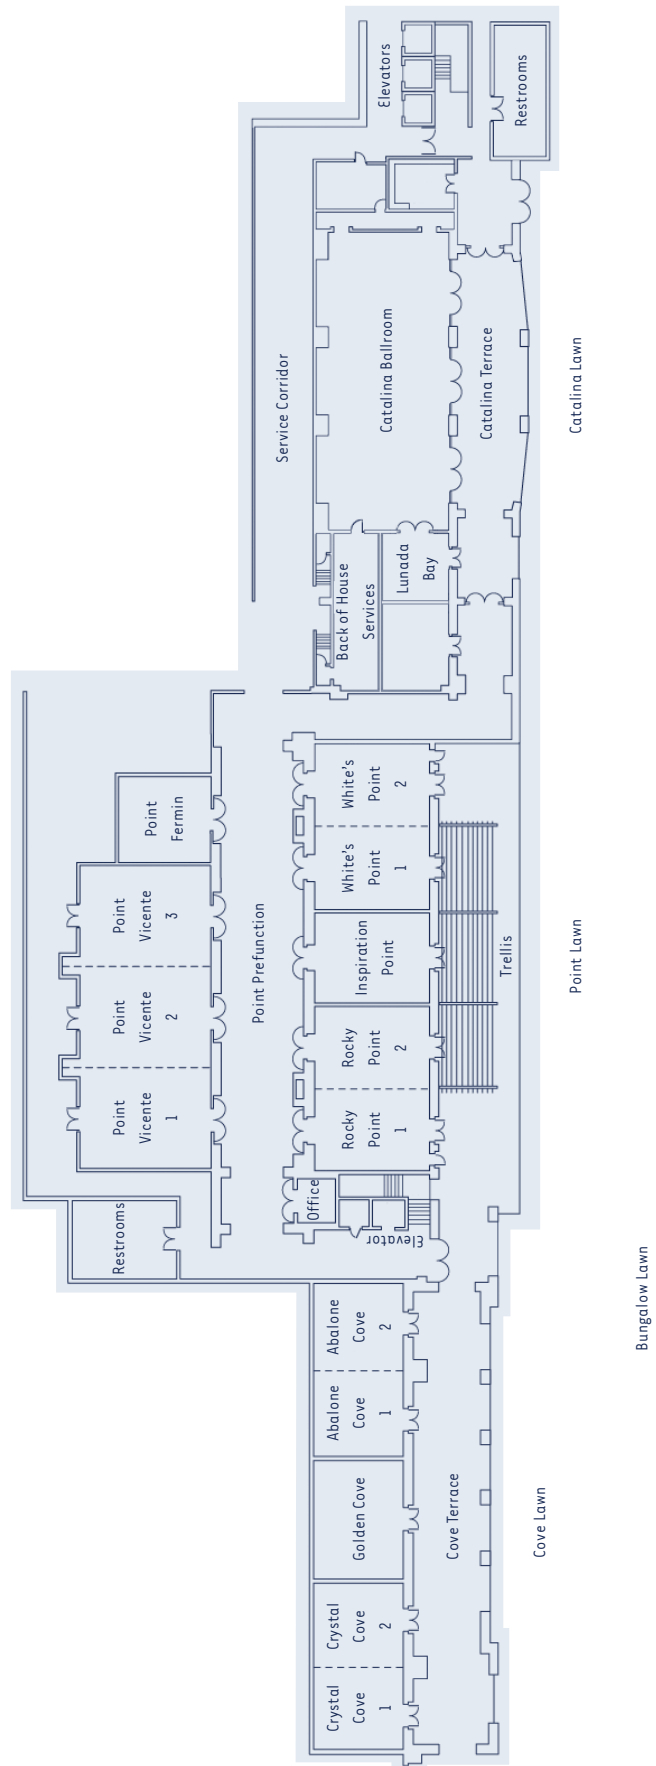 Elevators
Restrooms
Service Corridor
Catalina Ballroom
Catalina Terrace
Catalina Lawn
Back of House
Services
Lunada
Bay
Point
Fermin
White's
Point
2
White's
Point
1
Point
Vicente
3
Point
Vicente
2
Point
Vicente
1
Point Prefunction
Inspiration
Point
Rocky
Point
2
Rocky
Point
1
Trellis
Point Lawn
Restrooms
Office
Elevator
Bungalow Lawn
Abalone
Cove
2
Abalone
Cove
1
Golden Cove
Cove Terrace
Cove Lawn
Crystal
Cove
2
Crystal
Cove
1